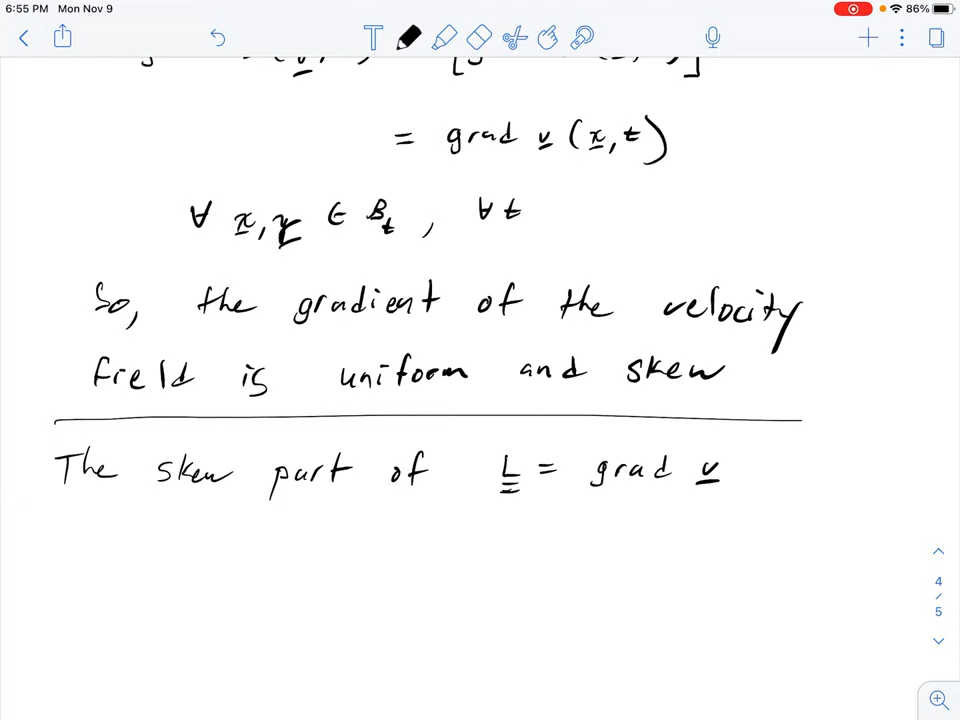 6:55 PM Mon Nov 9
86%
T
= grad v (x, t)
∀ x, y ∈ B_t , ∀ t
So, the gradient of the velocity
field is uniform and skew
The skew part of L = grad v
4
/
5